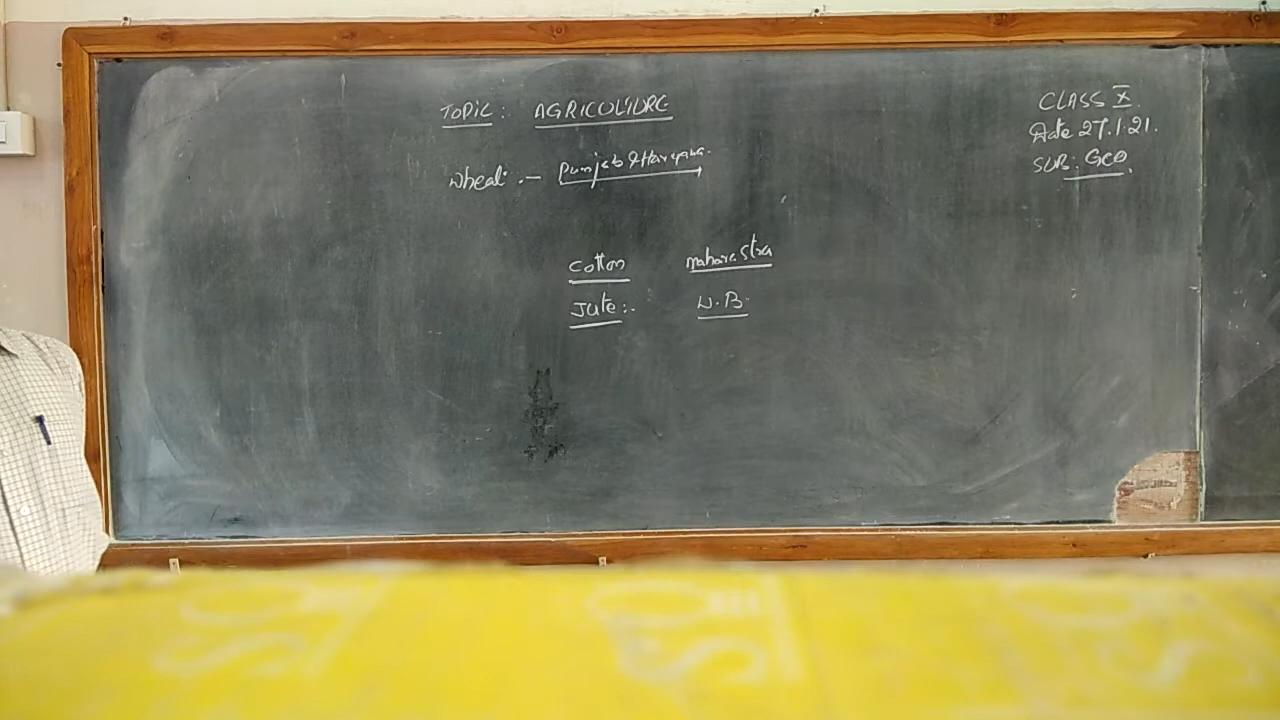 TOPIC: AGRICULTURE
CLASS X
Date 27.1.21.
SUB: GEO
Wheat :- Punjab & Haryana.
Cotton Maharastra
Jute:- W.B.